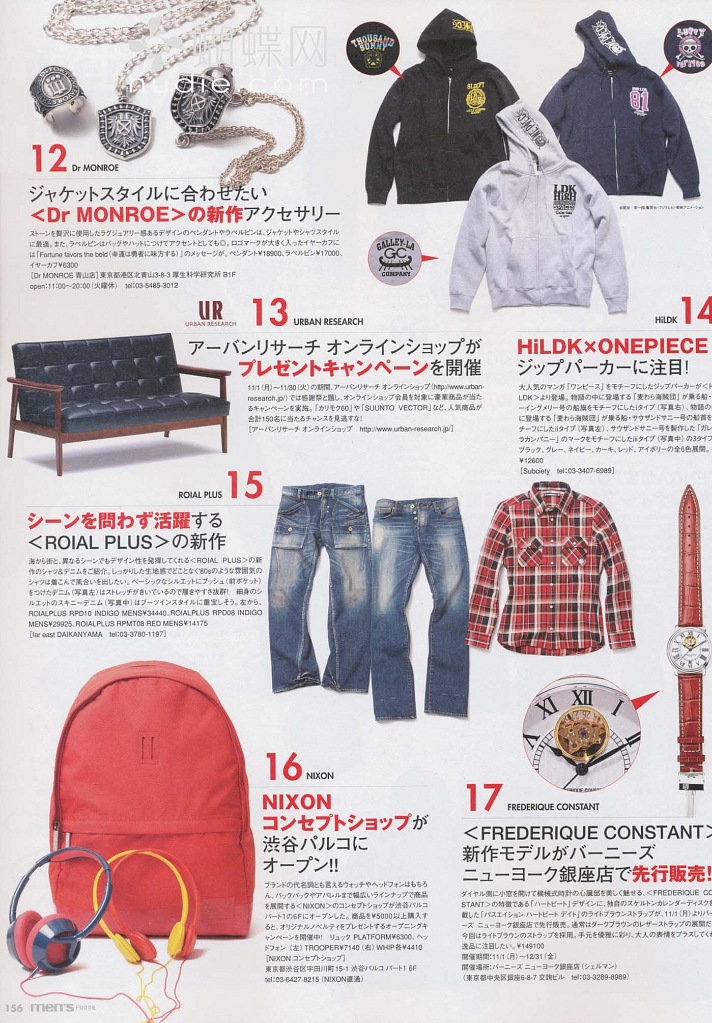 蝴蝶网
hudie.com
THOUSAND
SUNNY
GALLEY-LA
GC
COMPANY
LDK
81
12 Dr MONROE
ジャケットスタイルに合わせたい
<Dr MONROE>の新作アクセサリー
ストーンを贅沢に使用したラグジュアリー感あるデザインのペンダントやラペルピンは、ジャケットやシャツスタイル
に最適。また、ラペルピンはバッグやハットにつけてアクセントとしても◎。ロゴマークが大きく入ったイヤーカフに
は「Fortune favors the bold（幸運は勇者に味方する）」のメッセージが。ペンダント¥18900、ラペルピン¥17000、
イヤーカフ¥6300
［Dr MONROE 青山店］東京都港区北青山3-8-3 厚生科学研究所 B1F
open:11:00〜20:00（火曜休） tel:03-5485-3012
UR
URBAN RESEARCH
13 URBAN RESEARCH
アーバンリサーチ オンラインショップが
プレゼントキャンペーンを開催
11/1（月）〜11/30（火）の期間、アーバンリサーチ オンラインショップ（http://www.urban-
research.jp/）では感謝祭と題し、オンラインショップ会員を対象に豪華商品が当た
るキャンペーンを実施。「カリモク60」や「SUUNTO VECTOR」など、人気商品が
合計150名に当たるチャンスを見逃すな！
［アーバンリサーチ オンラインショップ http://www.urban-research.jp/］
HiLDK 14
HiLDK×ONEPIECE
ジップパーカーに注目！
大人気のマンガ「ワンピース」をモチーフにしたジップパーカーが＜H
LDK＞より登場。物語の中に登場する「麦わら海賊団」が乗る船・
ーイングメリー号の船旗をモチーフにしたiタイプ（写真右）、物語の
に登場する「麦わら海賊団」が乗る船・サウザンドサニー号の船首を
チーフにしたiiタイプ（写真左）、サウザンドサニー号を製作した「ガレ
ラカンパニー」のマークをモチーフにしたiiiタイプ（写真中）の3タイプ
ブラック、グレー、ネイビー、カーキ、レッド、アイボリーの全6色展開。
¥12600
［Subciety tel:03-3407-6989］
ROIAL PLUS 15
シーンを問わず活躍する
<ROIAL PLUS>の新作
海から街と、異なるシーンでもデザイン性を発揮してくれる＜ROIAL PLUS＞の新
作のシャツ&デニムをご紹介。しっかりした生地感でどことなく'80sのような雰囲気の
シャツは着こんで風合いを出したい。ベーシックなシルエットにブッシュ（前ポケット）
をつけたデニム（写真左）はストレッチがきいているので履きやすさ抜群！ 細身のシ
ルエットのスキニーデニム（写真中）はブーツインスタイルに重宝しそう。左から、
ROIALPLUS RPD10 INDIGO MENS¥34440、ROIALPLUS RPD08 INDIGO
MENS¥29925、ROIALPLUS RPMT08 RED MENS¥14175
［far east DAIKANYAMA tel:03-3780-1197］
XI XII I
16 NIXON
NIXON
コンセプトショップが
渋谷パルコに
オープン!!
ブランドの代名詞とも言えるウォッチやヘッドフォンはもちろ
ん、バックパックやアパレルまで幅広いラインナップで商品
を展開する＜NIXON＞のコンセプトショップが渋谷パルコ
パート1の6Fにオープンした。商品を¥5000以上購入す
ると、オリジナルノベルティをプレゼントするオープニングキ
ャンペーンを開催中！ リュック PLATFORM¥6300、ヘッ
ドフォン（左）TROOPER¥7140（右）WHIP各¥4410
［NIXON コンセプトショップ］
東京都渋谷区宇田川町15-1 渋谷パルコ パート1 6F
tel:03-6427-8215（NIXON直通）
17 FREDERIQUE CONSTANT
<FREDERIQUE CONSTANT>
新作モデルがバーニーズ
ニューヨーク銀座店で先行販売!!
ダイヤル側に小窓を開けて機械式時計の心臓部を美しく魅せる、＜FREDERIQUE CO
STANT＞の特徴である「ハートビート」デザインに、独自のスケルトンカレンダーディスクを
載した「パスエイション ハートビート デイト」のライトブラウンストラップが、11/1（月）よりバー
ズ ニューヨーク銀座店で先行販売。通常はダークブラウンのレザーストラップの展開だ
今回はライトブラウンのストラップを採用。手元を優雅に彩り、大人の表情をプラスしてくれ
逸品に注目したい。¥149100
開催期間:11/1（月）〜12/31（金）
開催場所:バーニーズ ニューヨーク銀座店（シェルマン）
（東京都中央区銀座6-8-7 交詢ビル tel:03-3289-8989）
156 men's FUDGE